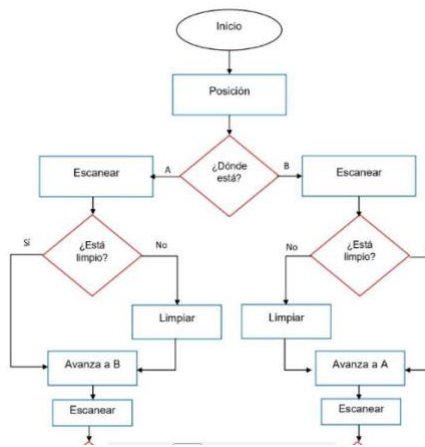 Inicio
Posición
¿Dónde
está?
A
B
Escanear
Escanear
¿Está
limpio?
Sí
No
¿Está
limpio?
No
Limpiar
Limpiar
Avanza a B
Avanza a A
Escanear
Escanear